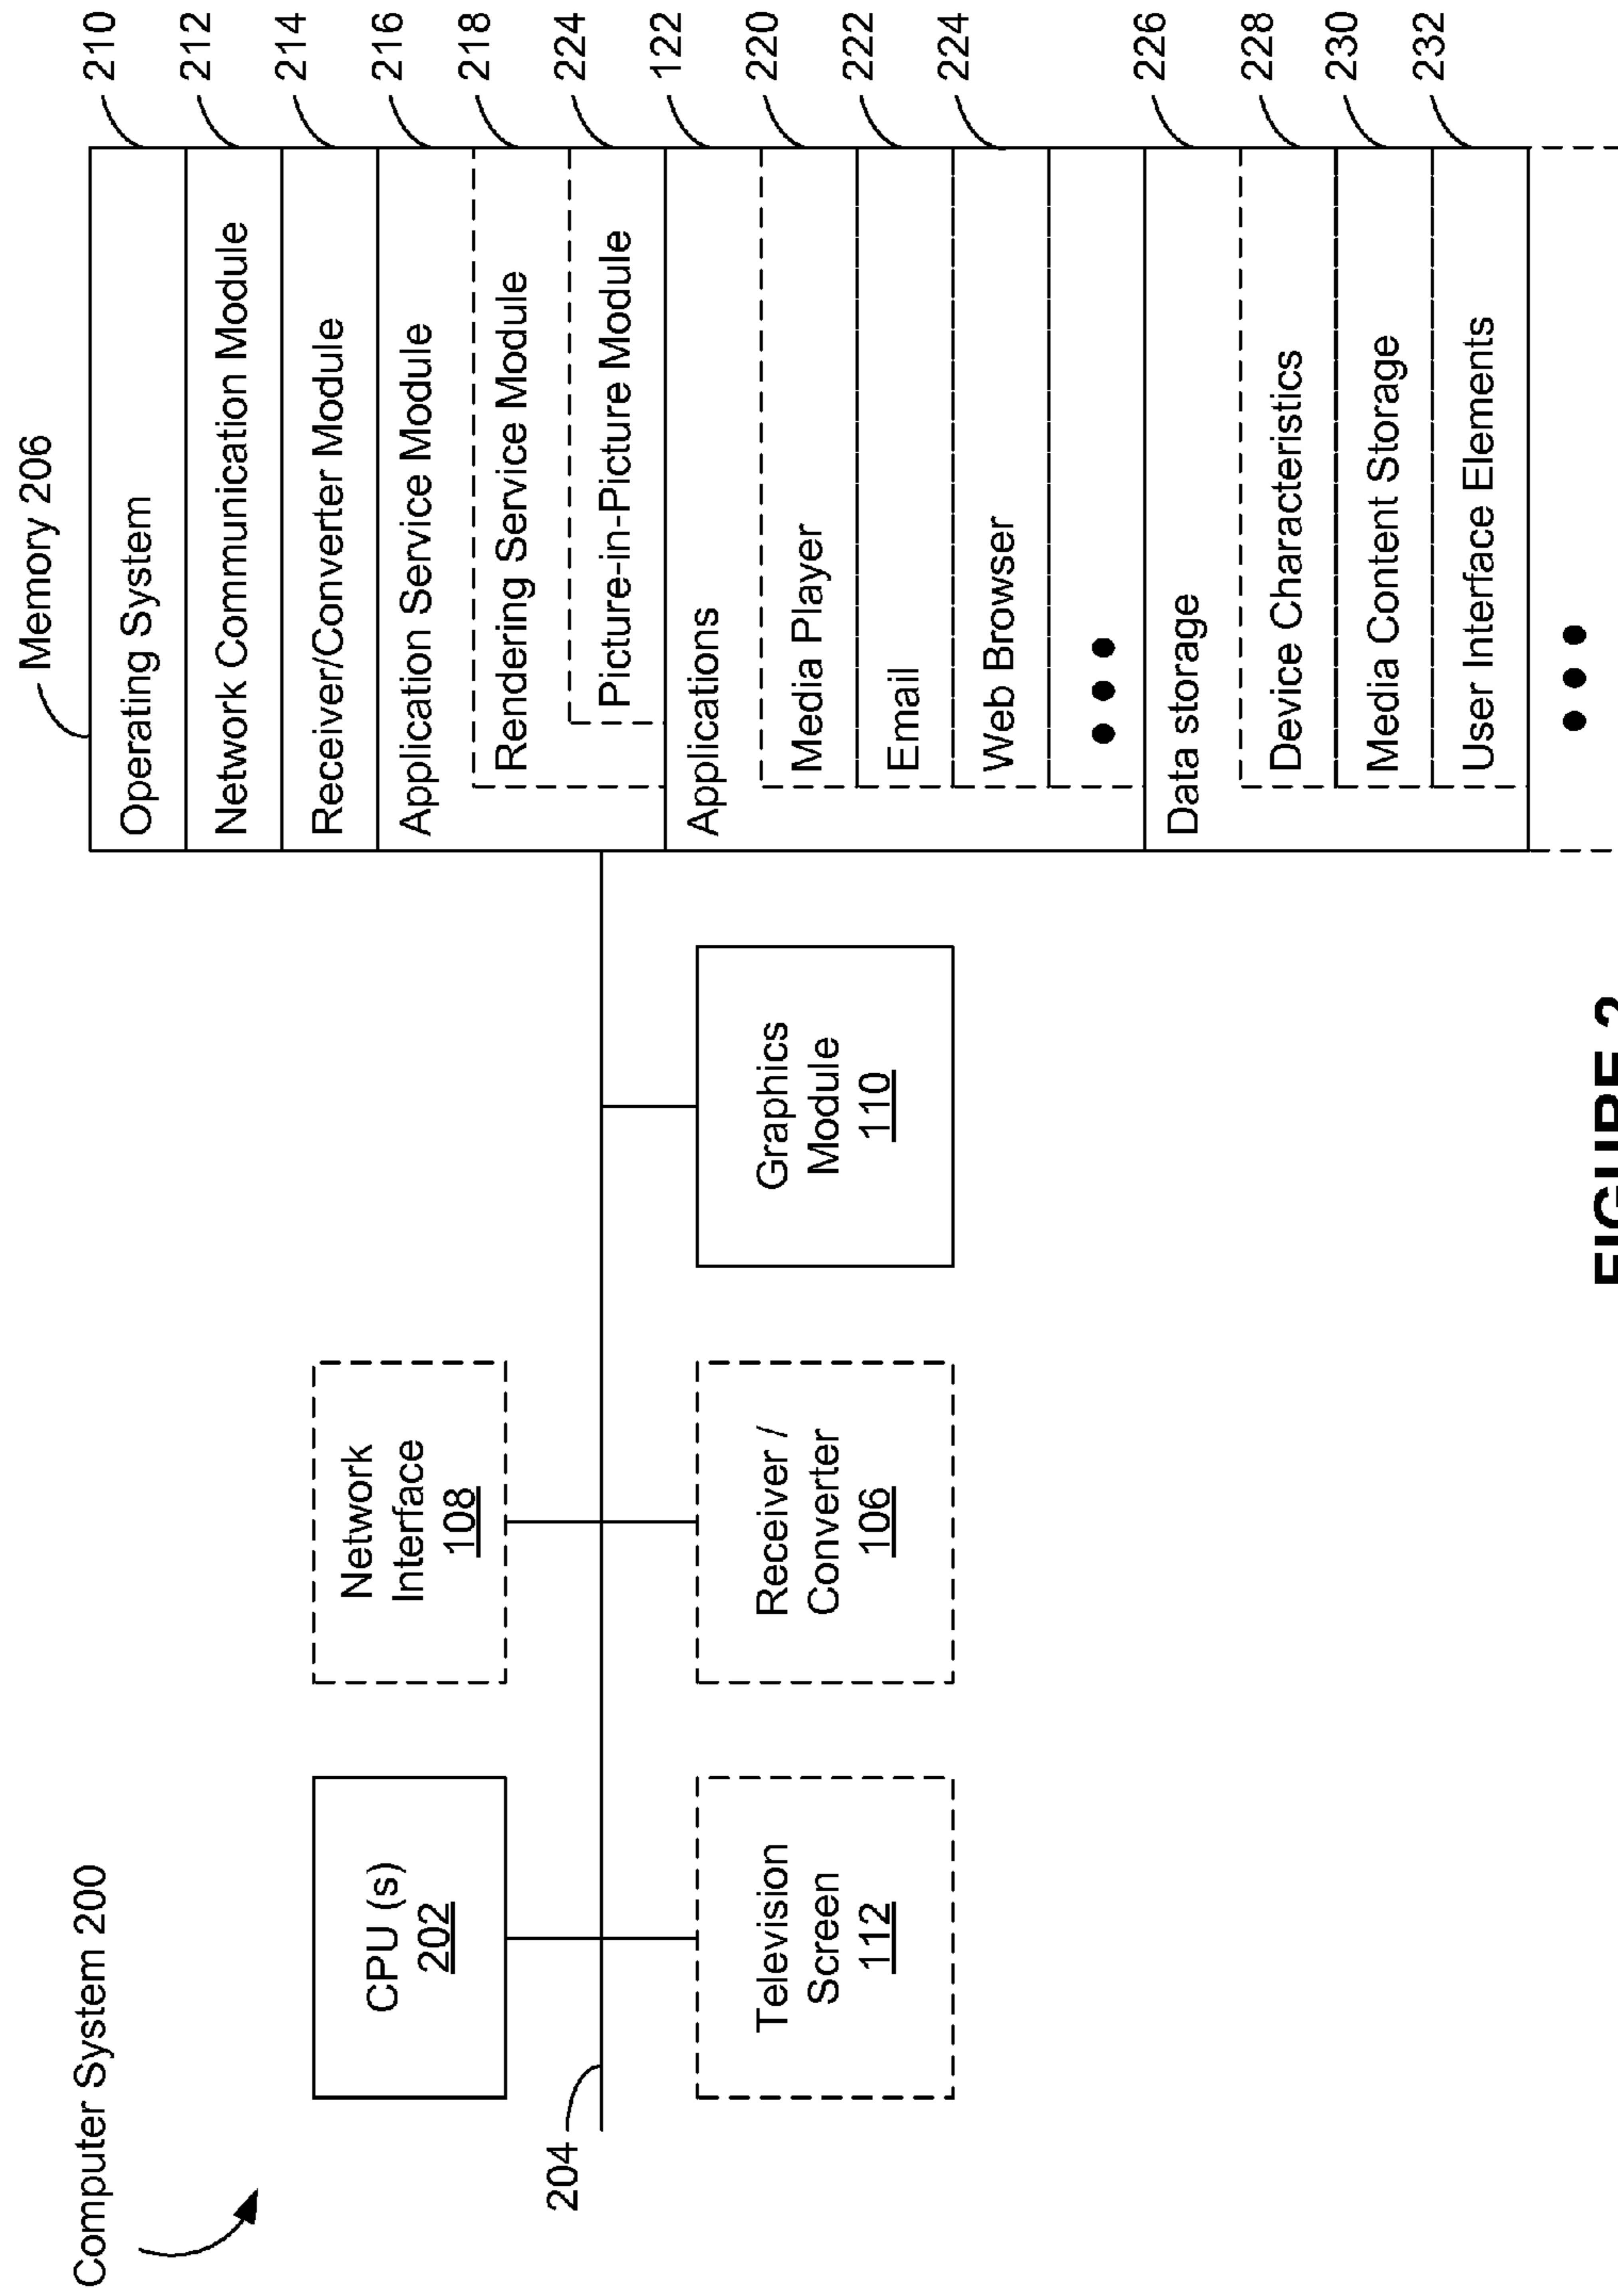 Computer System 200
CPU (s)
202
Network
Interface
108
204
Television
Screen
112
Receiver /
Converter
106
Graphics
Module
110
Memory 206
Operating System
210
Network Communication Module
212
Receiver/Converter Module
214
Application Service Module
216
Rendering Service Module
218
Picture-in-Picture Module
224
Applications
122
Media Player
220
Email
222
Web Browser
224
Data storage
226
Device Characteristics
228
Media Content Storage
230
User Interface Elements
232
FIGURE 2